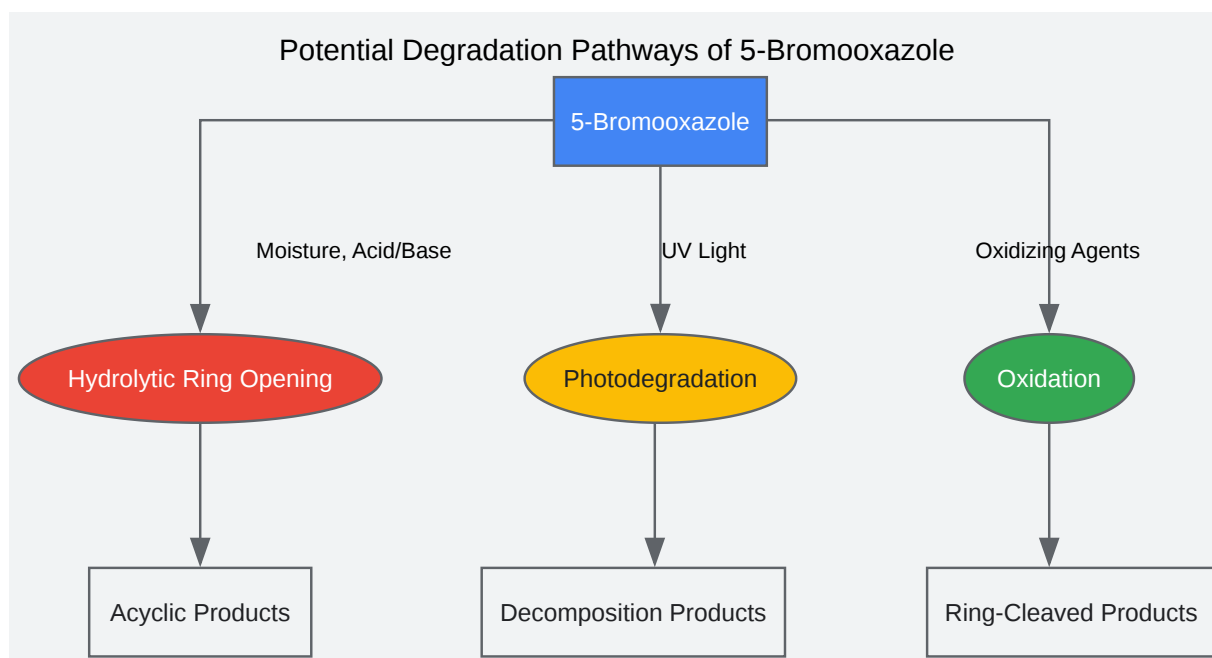 Potential Degradation Pathways of 5-Bromooxazole
5-Bromooxazole
Moisture, Acid/Base
UV Light
Oxidizing Agents
Hydrolytic Ring Opening
Photodegradation
Oxidation
Acyclic Products
Decomposition Products
Ring-Cleaved Products